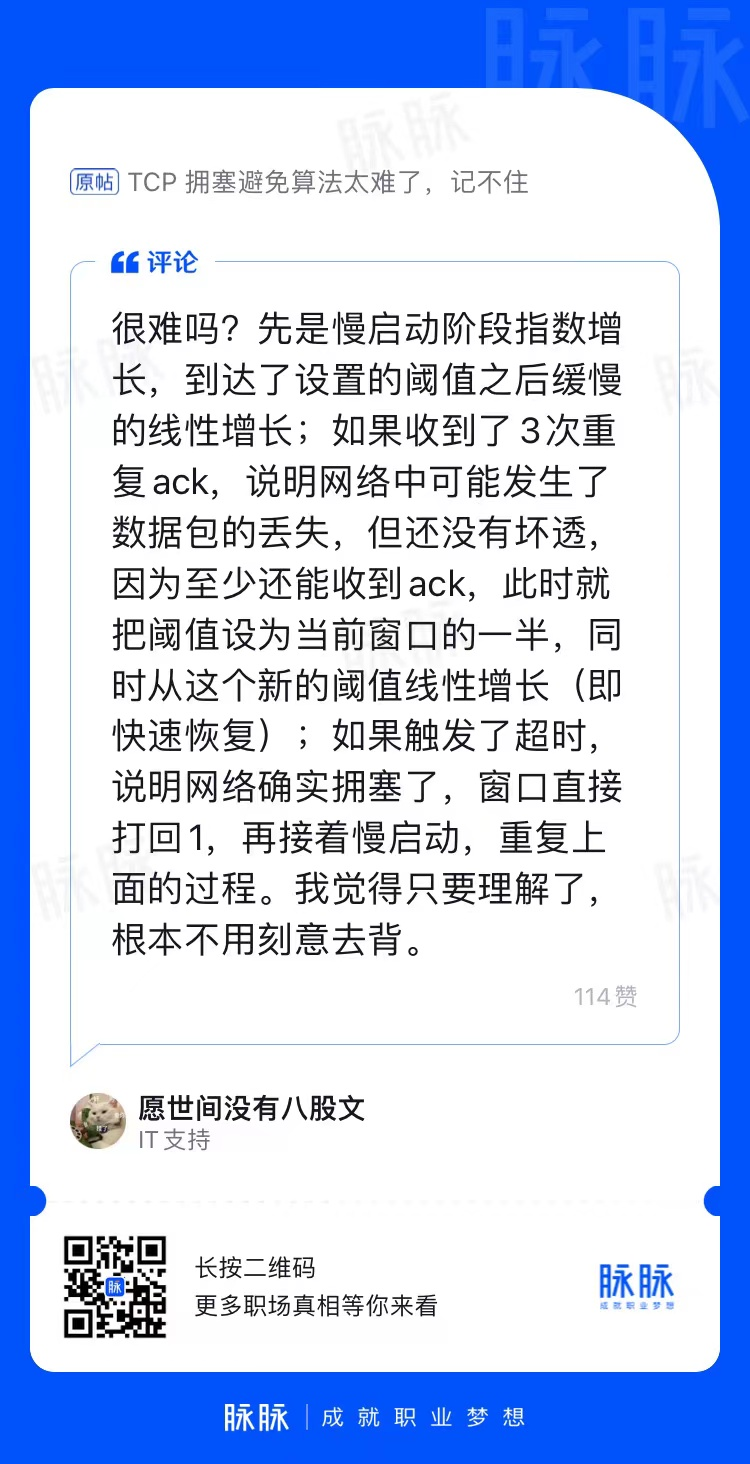 脉脉
原帖 TCP 拥塞避免算法太难了，记不住
评论
很难吗？先是慢启动阶段指数增
长，到达了设置的阈值之后缓慢
的线性增长；如果收到了3次重
复ack，说明网络中可能发生了
数据包的丢失，但还没有坏透，
因为至少还能收到ack，此时就
把阈值设为当前窗口的一半，同
时从这个新的阈值线性增长（即
快速恢复）；如果触发了超时，
说明网络确实拥塞了，窗口直接
打回1，再接着慢启动，重复上
面的过程。我觉得只要理解了，
根本不用刻意去背。
114赞
愿世间没有八股文
IT支持
长按二维码
更多职场真相等你来看
脉
脉脉
成就职业梦想
脉脉 | 成就职业梦想